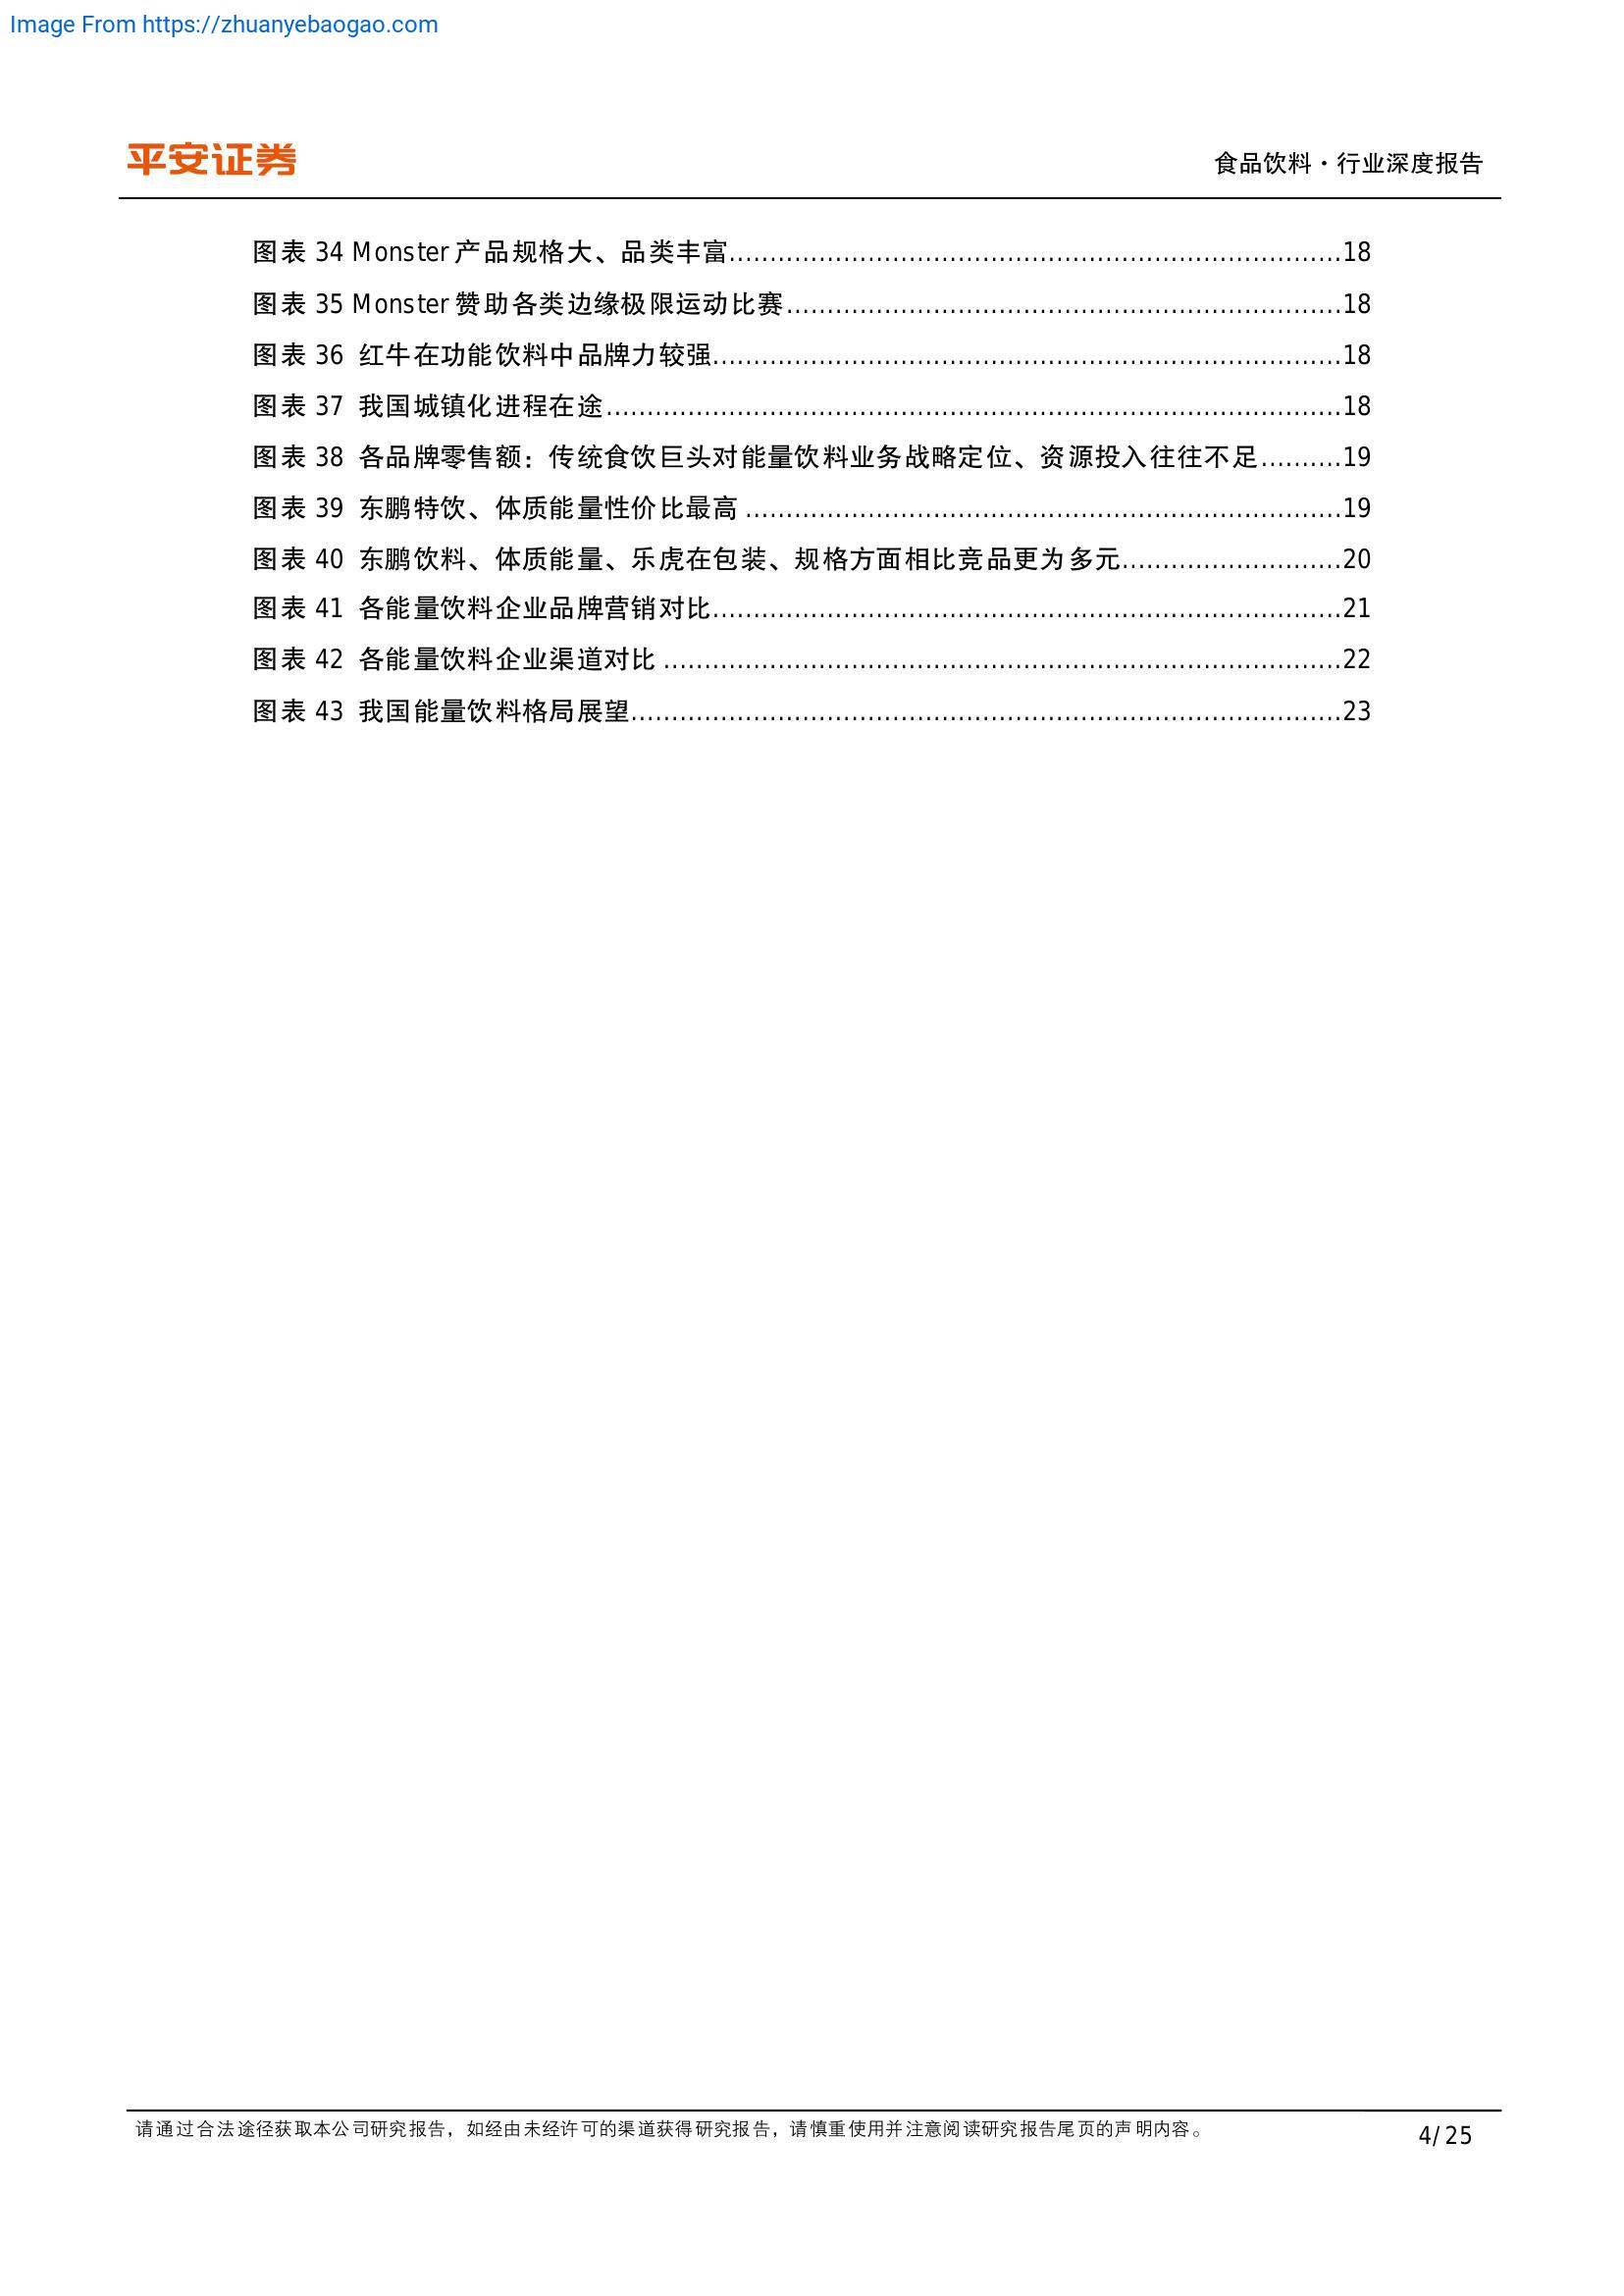 Image From https://zhuanyebaogao.com
平安证券
食品饮料·行业深度报告
图表 34 Monster 产品规格大、品类丰富........................................................................18
图表 35 Monster 赞助各类边缘极限运动比赛..................................................................18
图表 36 红牛在功能饮料中品牌力较强..........................................................................18
图表 37 我国城镇化进程在途.......................................................................................18
图表 38 各品牌零售额：传统食饮巨头对能量饮料业务战略定位、资源投入往往不足..........19
图表 39 东鹏特饮、体质能量性价比最高 ......................................................................19
图表 40 东鹏饮料、体质能量、乐虎在包装、规格方面相比竞品更为多元..........................20
图表 41 各能量饮料企业品牌营销对比..........................................................................21
图表 42 各能量饮料企业渠道对比 ................................................................................22
图表 43 我国能量饮料格局展望....................................................................................23
请通过合法途径获取本公司研究报告，如经由未经许可的渠道获得研究报告，请慎重使用并注意阅读研究报告尾页的声明内容。
4/ 25